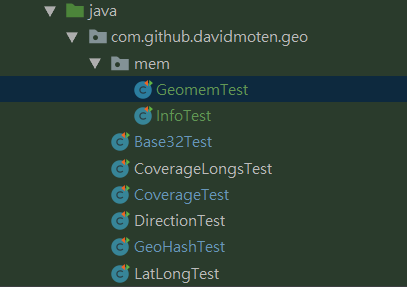 java
com.github.davidmoten.geo
mem
GeomemTest
InfoTest
Base32Test
CoverageLongsTest
CoverageTest
DirectionTest
GeoHashTest
LatLongTest